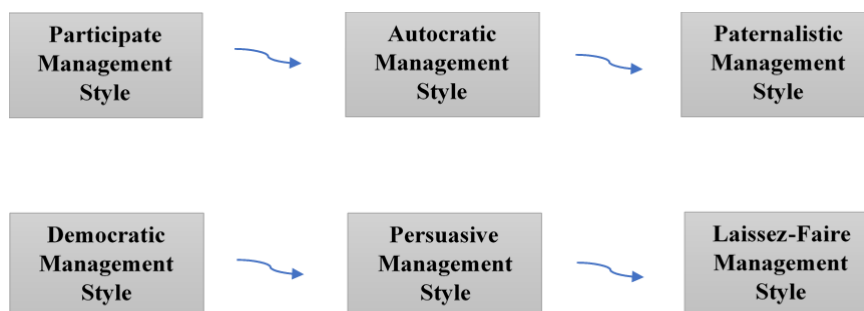 Participate
Management
Style
Autocratic
Management
Style
Paternalistic
Management
Style
Democratic
Management
Style
Persuasive
Management
Style
Laissez-Faire
Management
Style